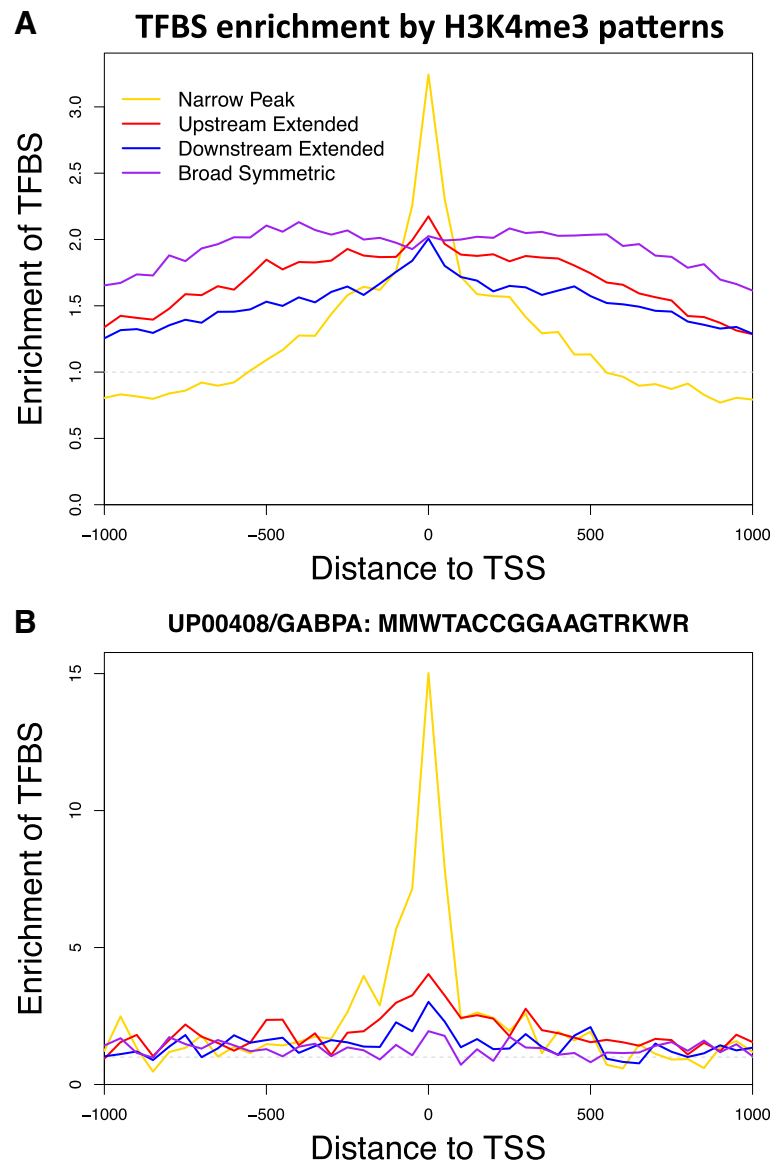 A
TFBS enrichment by H3K4me3 patterns
Enrichment of TFBS
3.0
2.5
2.0
1.5
1.0
0.5
0.0
Narrow Peak
Upstream Extended
Downstream Extended
Broad Symmetric
−1000 −500 0 500 1000
Distance to TSS
B
UP00408/GABPA: MMWTACCGGAAGTRKWR
Enrichment of TFBS
15
10
5
0
−1000 −500 0 500 1000
Distance to TSS